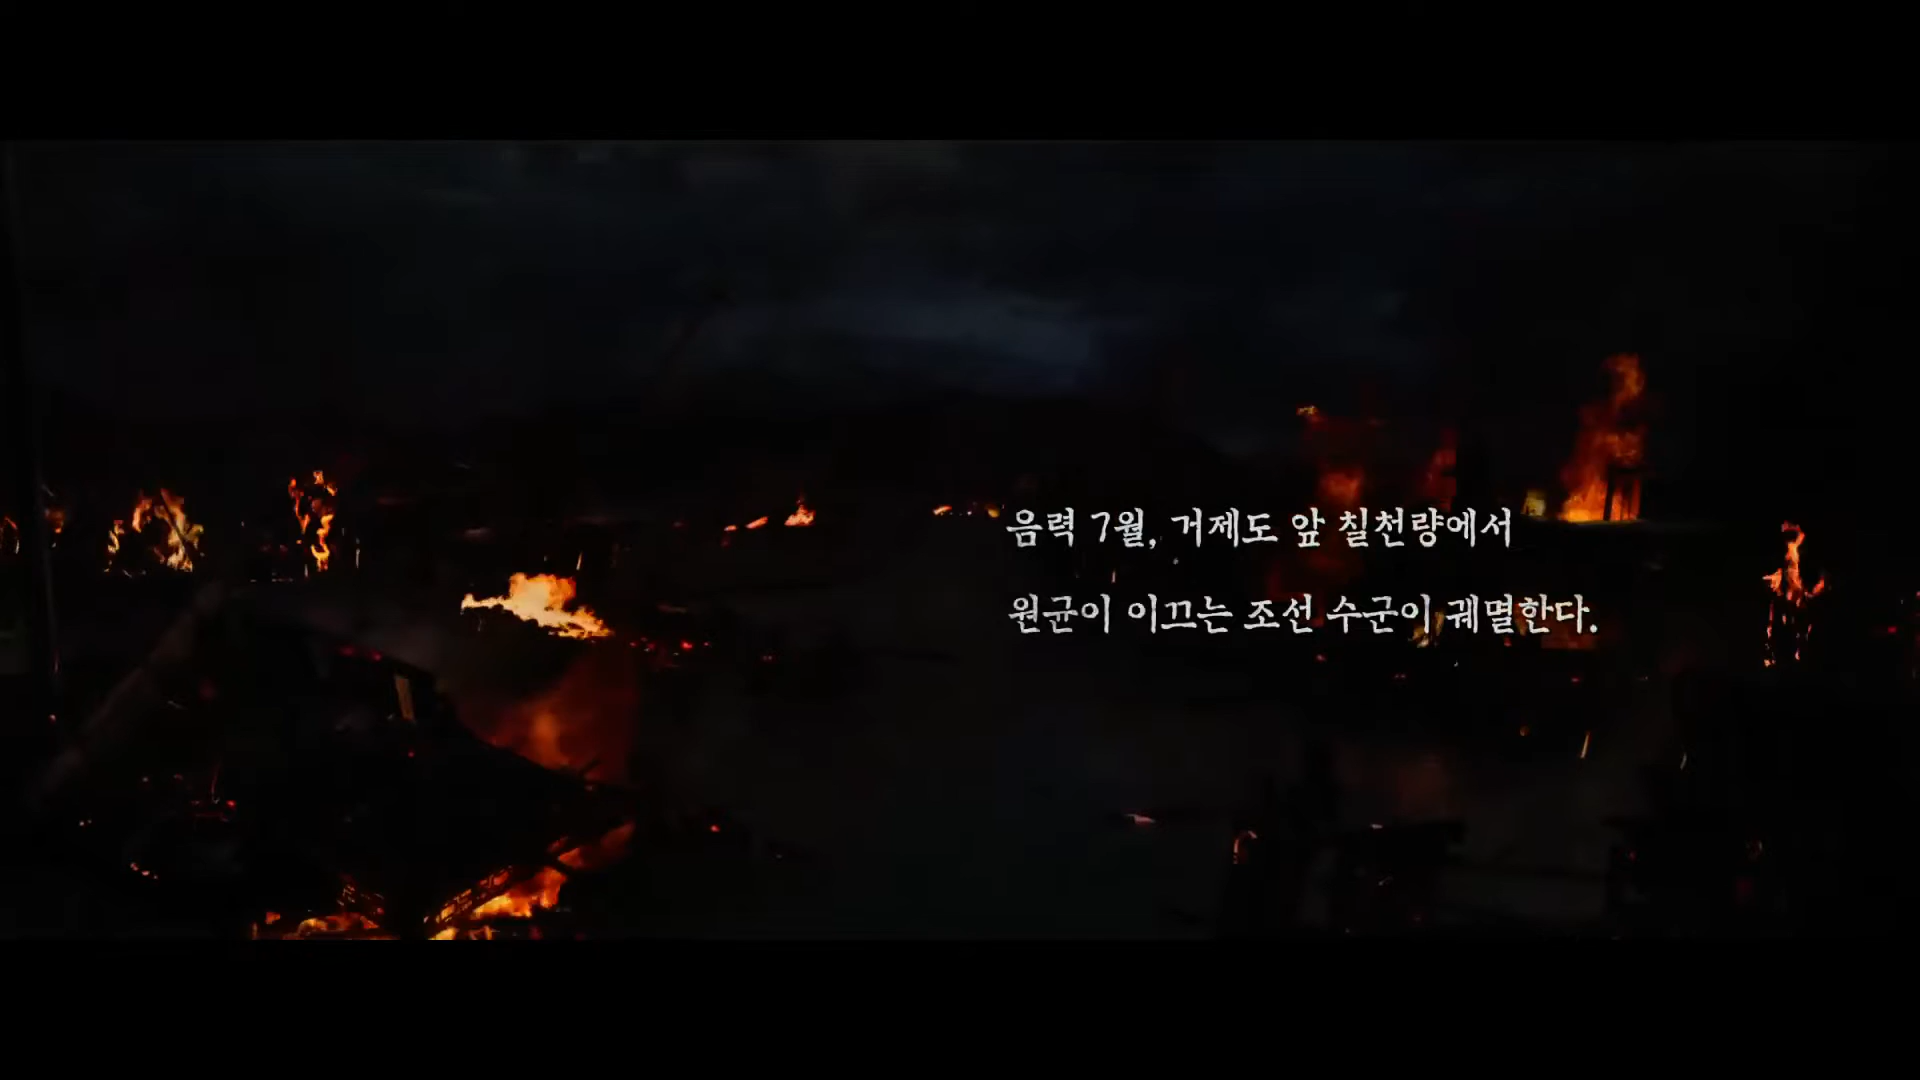 음력 7월, 거제도 앞 칠천량에서
원균이 이끄는 조선 수군이 궤멸한다.